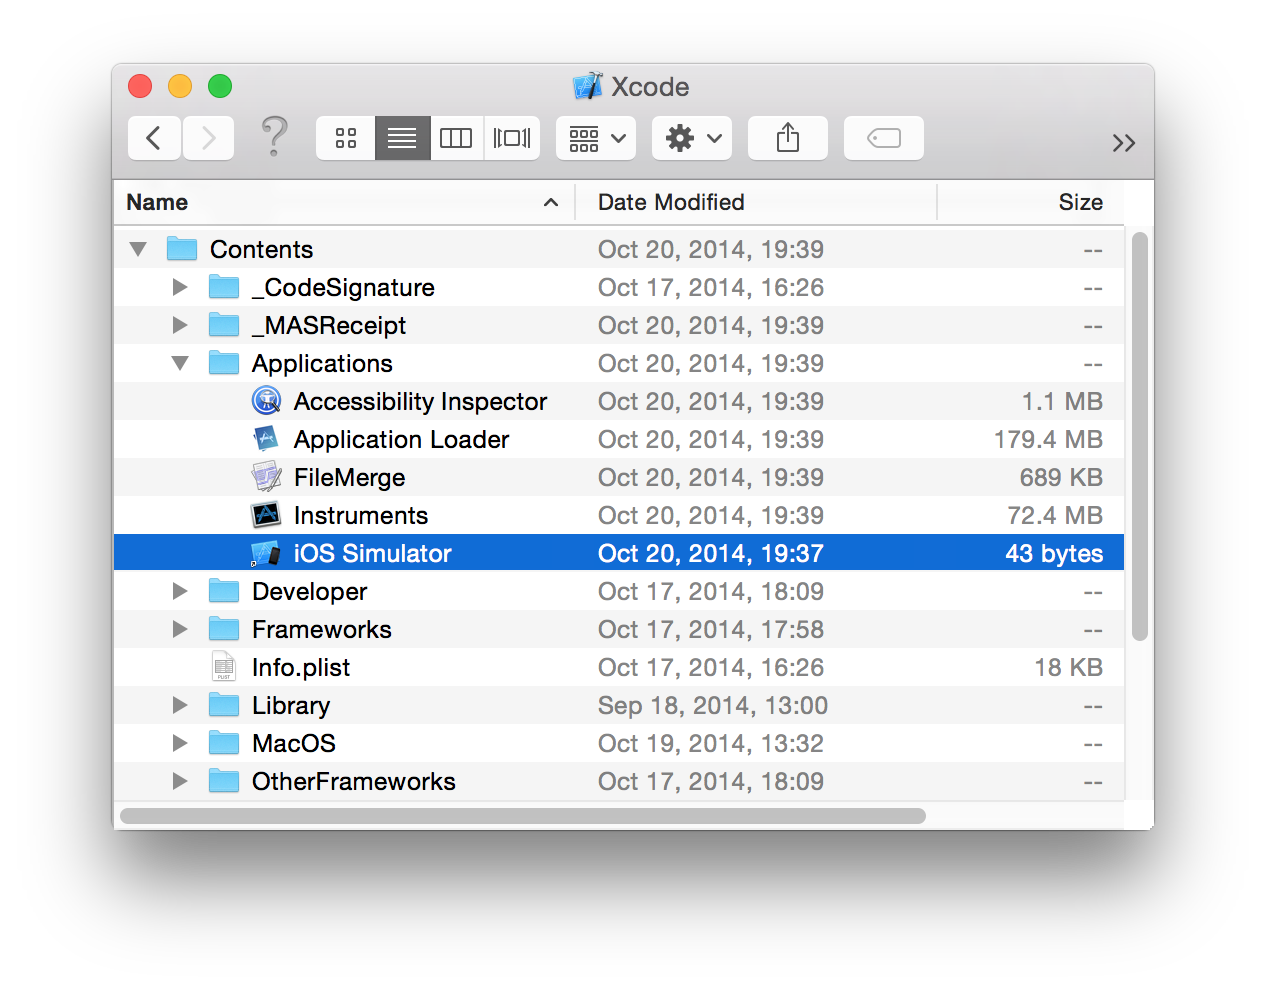 Xcode
Name Date Modified Size
Contents Oct 20, 2014, 19:39 --
_CodeSignature Oct 17, 2014, 16:26 --
_MASReceipt Oct 20, 2014, 19:39 --
Applications Oct 20, 2014, 19:39 --
Accessibility Inspector Oct 20, 2014, 19:39 1.1 MB
Application Loader Oct 20, 2014, 19:39 179.4 MB
FileMerge Oct 20, 2014, 19:39 689 KB
Instruments Oct 20, 2014, 19:39 72.4 MB
iOS Simulator Oct 20, 2014, 19:37 43 bytes
Developer Oct 17, 2014, 18:09 --
Frameworks Oct 17, 2014, 17:58 --
Info.plist Oct 17, 2014, 16:26 18 KB
Library Sep 18, 2014, 13:00 --
MacOS Oct 19, 2014, 13:32 --
OtherFrameworks Oct 17, 2014, 18:09 --